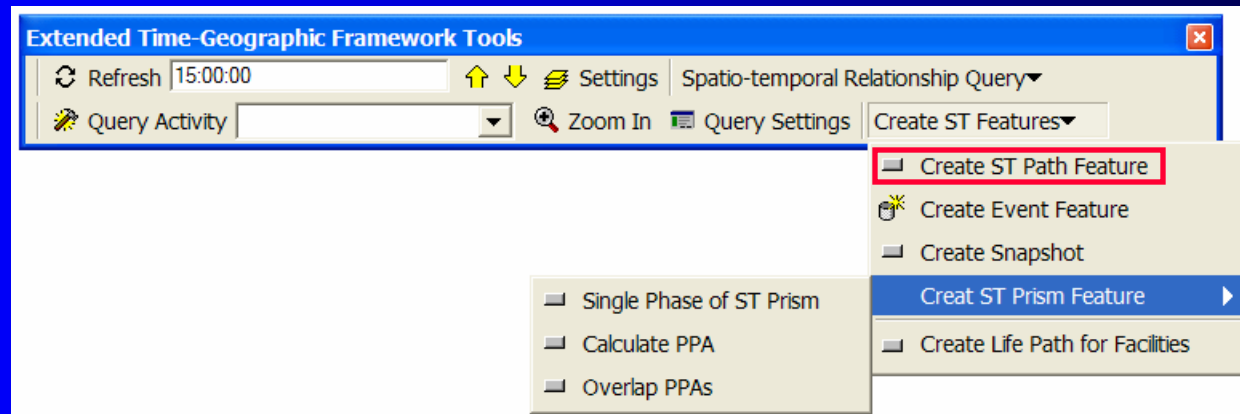 Extended Time-Geographic Framework Tools
Refresh 15:00:00 Settings Spatio-temporal Relationship Query
Query Activity Zoom In Query Settings Create ST Features
Create ST Path Feature
Create Event Feature
Create Snapshot
Creat ST Prism Feature
Create Life Path for Facilities
Single Phase of ST Prism
Calculate PPA
Overlap PPAs